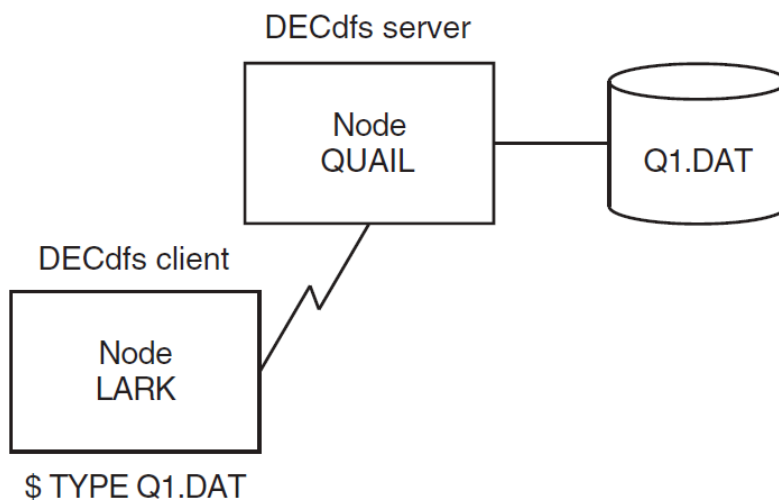 DECdfs server
Node
QUAIL
Q1.DAT
DECdfs client
Node
LARK
$ TYPE Q1.DAT